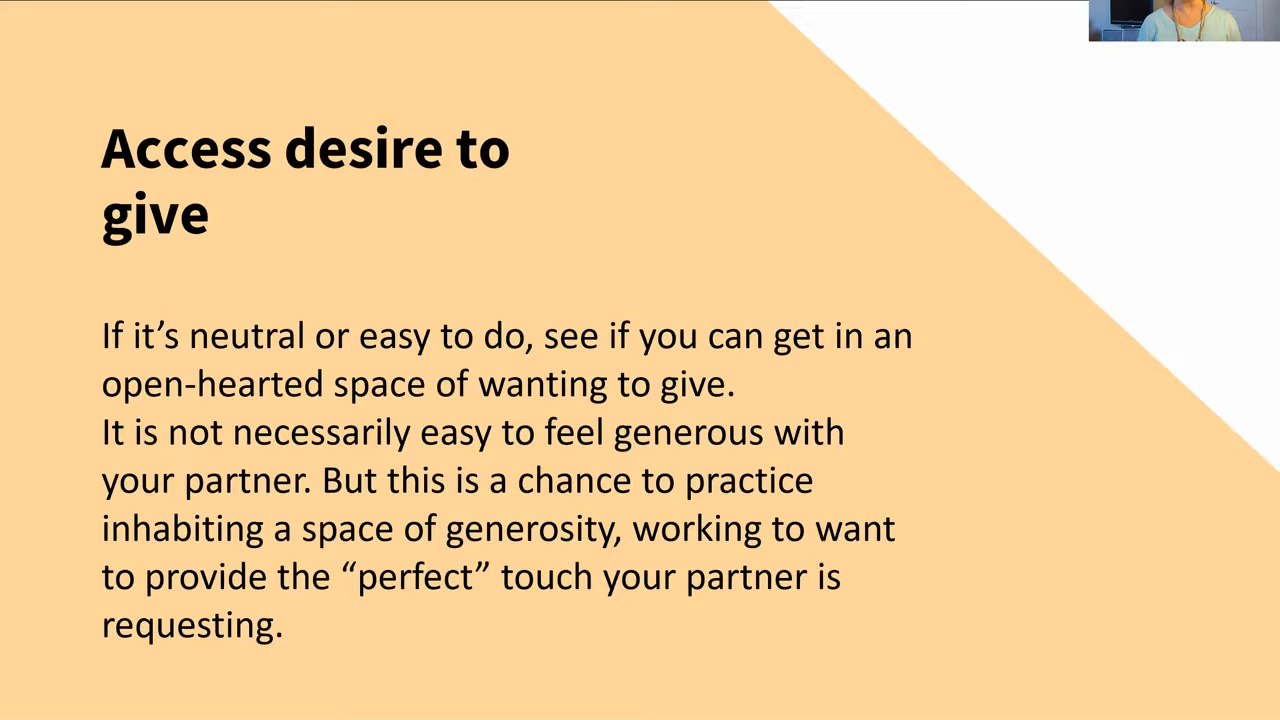 Access desire to
give
If it’s neutral or easy to do, see if you can get in an
open-hearted space of wanting to give.
It is not necessarily easy to feel generous with
your partner. But this is a chance to practice
inhabiting a space of generosity, working to want
to provide the “perfect” touch your partner is
requesting.